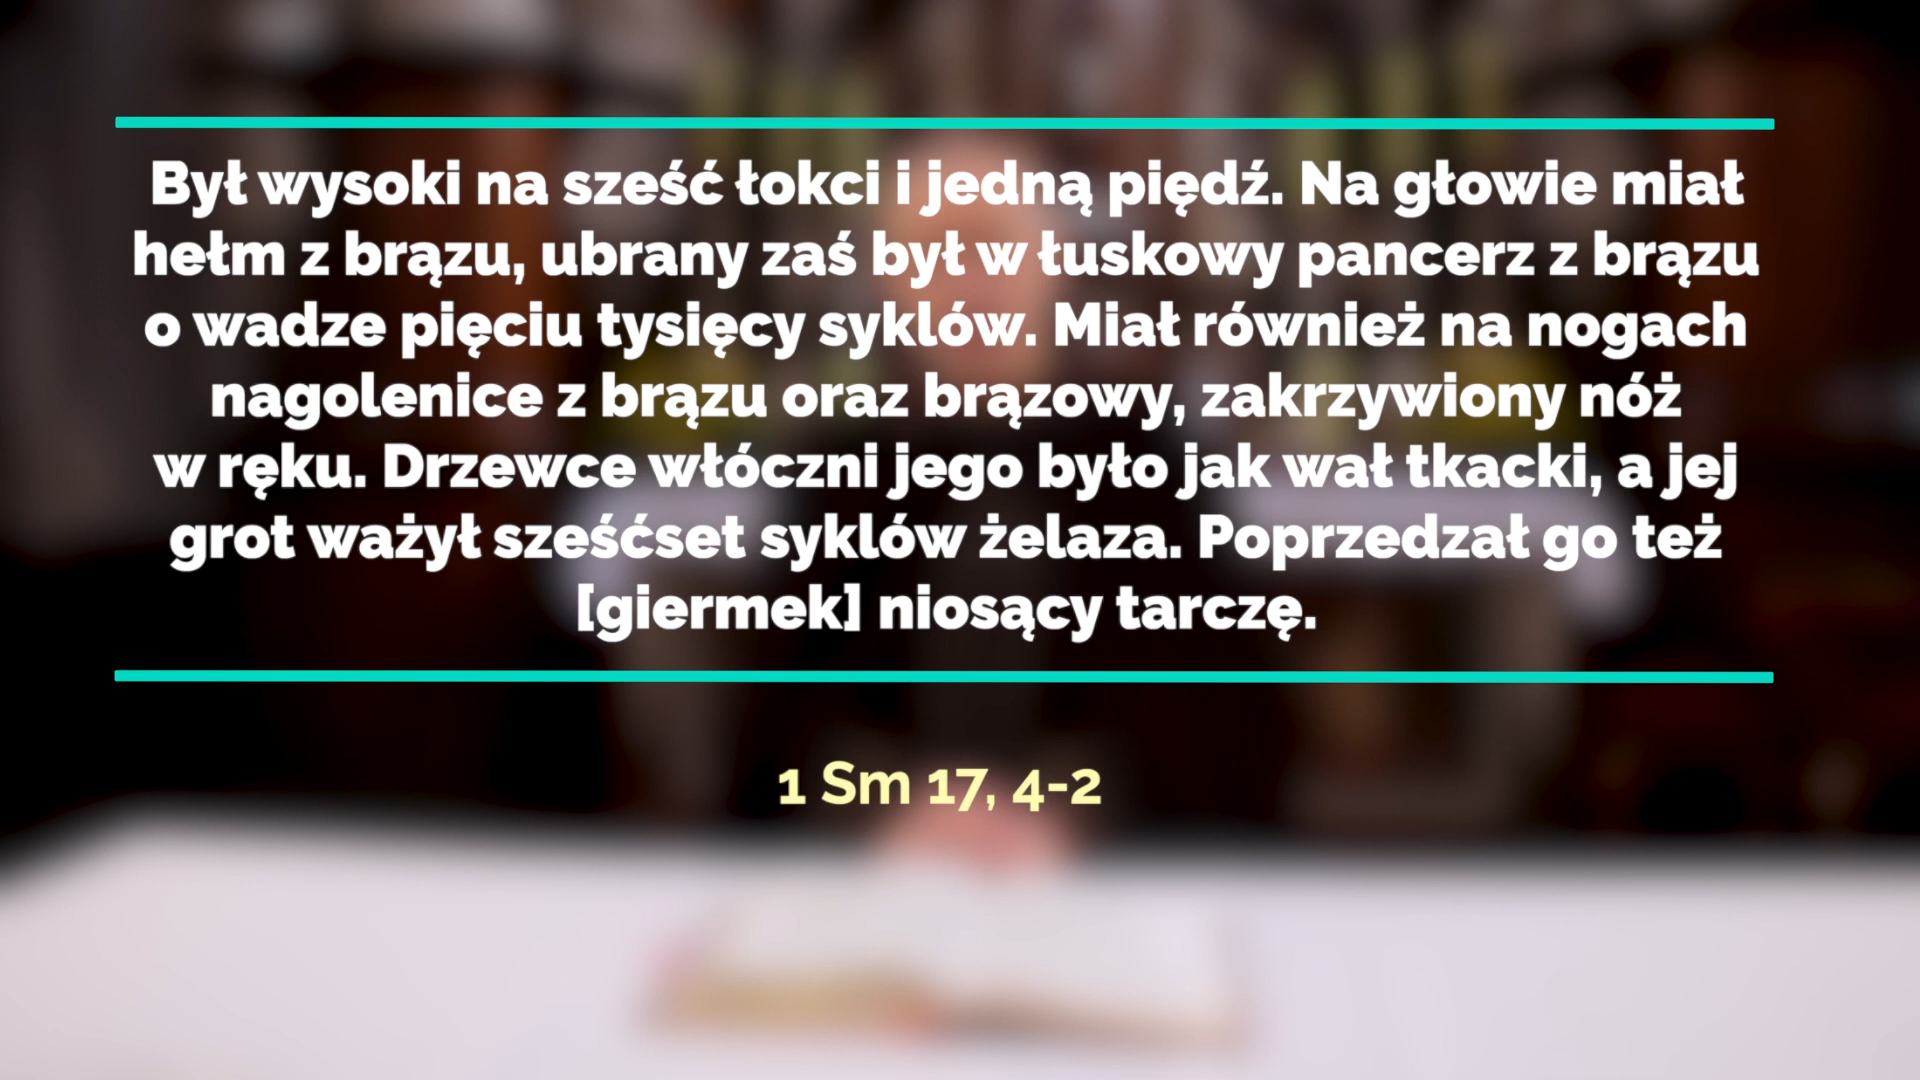 Był wysoki na sześć łokci i jedną piędź. Na głowie miał
hełm z brązu, ubrany zaś był w łuskowy pancerz z brązu
o wadze pięciu tysięcy syklów. Miał również na nogach
nagolenice z brązu oraz brązowy, zakrzywiony nóż
w ręku. Drzewce włóczni jego było jak wał tkacki, a jej
grot ważył sześćset syklów żelaza. Poprzedzał go też
[giermek] niosący tarczę.
1 Sm 17, 4-2